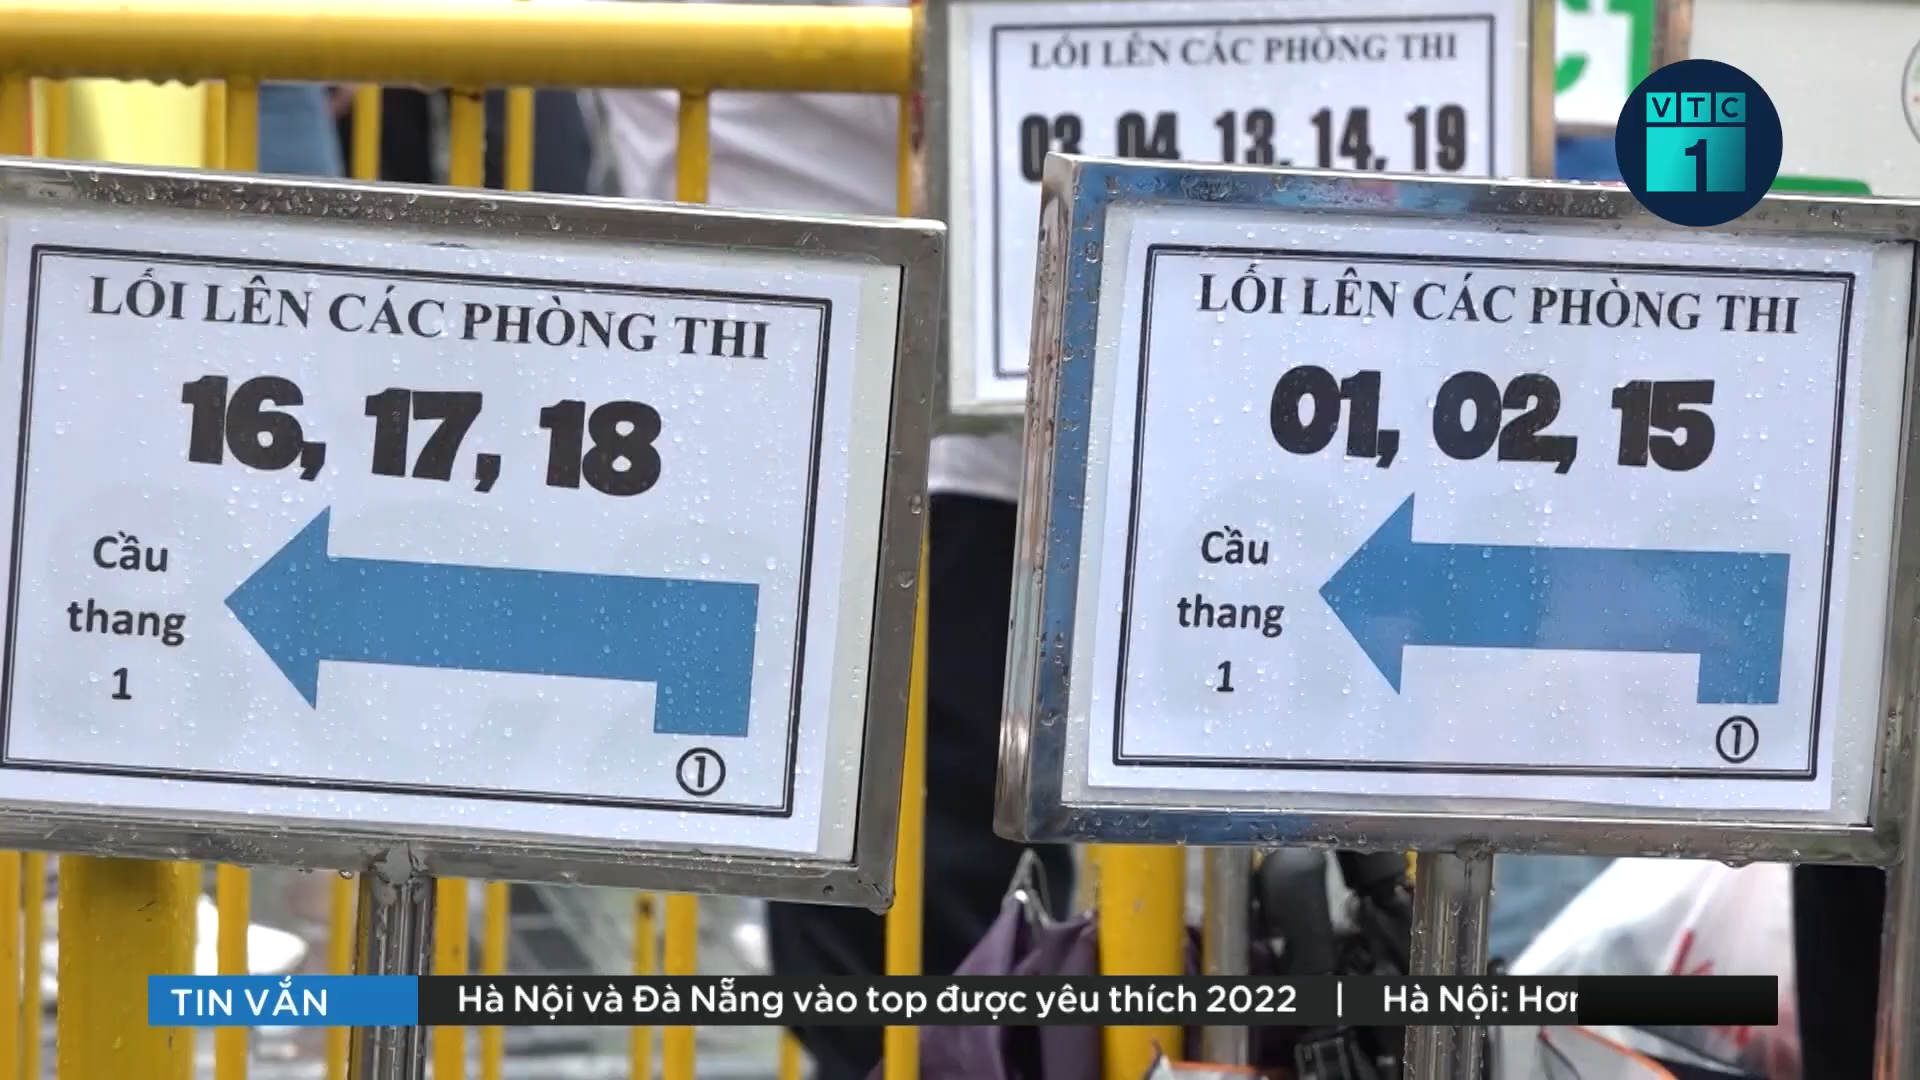 LỐI LÊN CÁC PHÒNG THI
03, 04, 13, 14, 19
VTC
1
LỐI LÊN CÁC PHÒNG THI
16, 17, 18
Cầu
thang
1
①
LỐI LÊN CÁC PHÒNG THI
01, 02, 15
Cầu
thang
1
①
TIN VẮN
Hà Nội và Đà Nẵng vào top được yêu thích 2022 | Hà Nội: